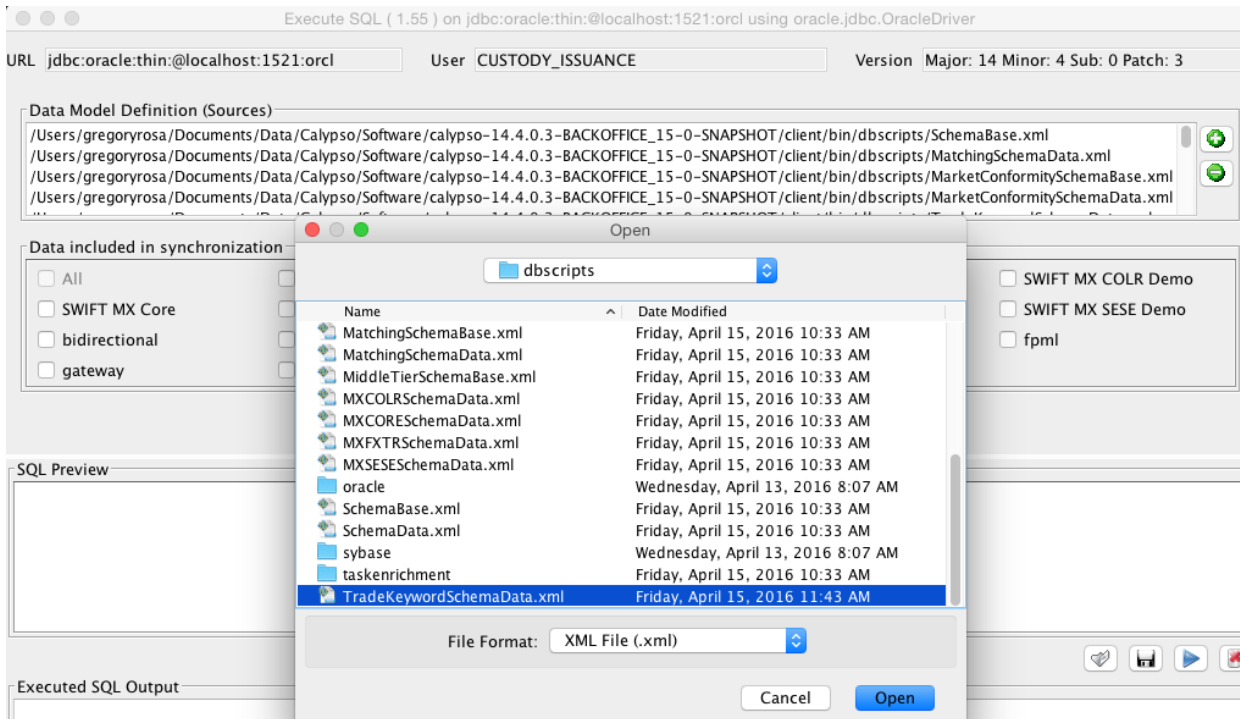 Execute SQL ( 1.55 ) on jdbc:oracle:thin:@localhost:1521:orcl using oracle.jdbc.OracleDriver
URL jdbc:oracle:thin:@localhost:1521:orcl User CUSTODY_ISSUANCE Version Major: 14 Minor: 4 Sub: 0 Patch: 3
Data Model Definition (Sources)
/Users/gregoryrosa/Documents/Data/Calypso/Software/calypso-14.4.0.3-BACKOFFICE_15-0-SNAPSHOT/client/bin/dbscripts/SchemaBase.xml
/Users/gregoryrosa/Documents/Data/Calypso/Software/calypso-14.4.0.3-BACKOFFICE_15-0-SNAPSHOT/client/bin/dbscripts/MatchingSchemaData.xml
/Users/gregoryrosa/Documents/Data/Calypso/Software/calypso-14.4.0.3-BACKOFFICE_15-0-SNAPSHOT/client/bin/dbscripts/MarketConformitySchemaBase.xml
/Users/gregoryrosa/Documents/Data/Calypso/Software/calypso-14.4.0.3-BACKOFFICE_15-0-SNAPSHOT/client/bin/dbscripts/MarketConformitySchemaData.xml
Data included in synchronization
All
SWIFT MX Core
bidirectional
gateway
SWIFT MX COLR Demo
SWIFT MX SESE Demo
fpml
Open
dbscripts
Name Date Modified
MatchingSchemaBase.xml Friday, April 15, 2016 10:33 AM
MatchingSchemaData.xml Friday, April 15, 2016 10:33 AM
MiddleTierSchemaBase.xml Friday, April 15, 2016 10:33 AM
MXCOLRSchemaData.xml Friday, April 15, 2016 10:33 AM
MXCORESchemaData.xml Friday, April 15, 2016 10:33 AM
MXFXTRSchemaData.xml Friday, April 15, 2016 10:33 AM
MXSESESchemaData.xml Friday, April 15, 2016 10:33 AM
oracle Wednesday, April 13, 2016 8:07 AM
SchemaBase.xml Friday, April 15, 2016 10:33 AM
SchemaData.xml Friday, April 15, 2016 10:33 AM
sybase Wednesday, April 13, 2016 8:07 AM
taskenrichment Friday, April 15, 2016 10:33 AM
TradeKeywordSchemaData.xml Friday, April 15, 2016 11:43 AM
File Format: XML File (.xml)
Cancel Open
SQL Preview
Executed SQL Output